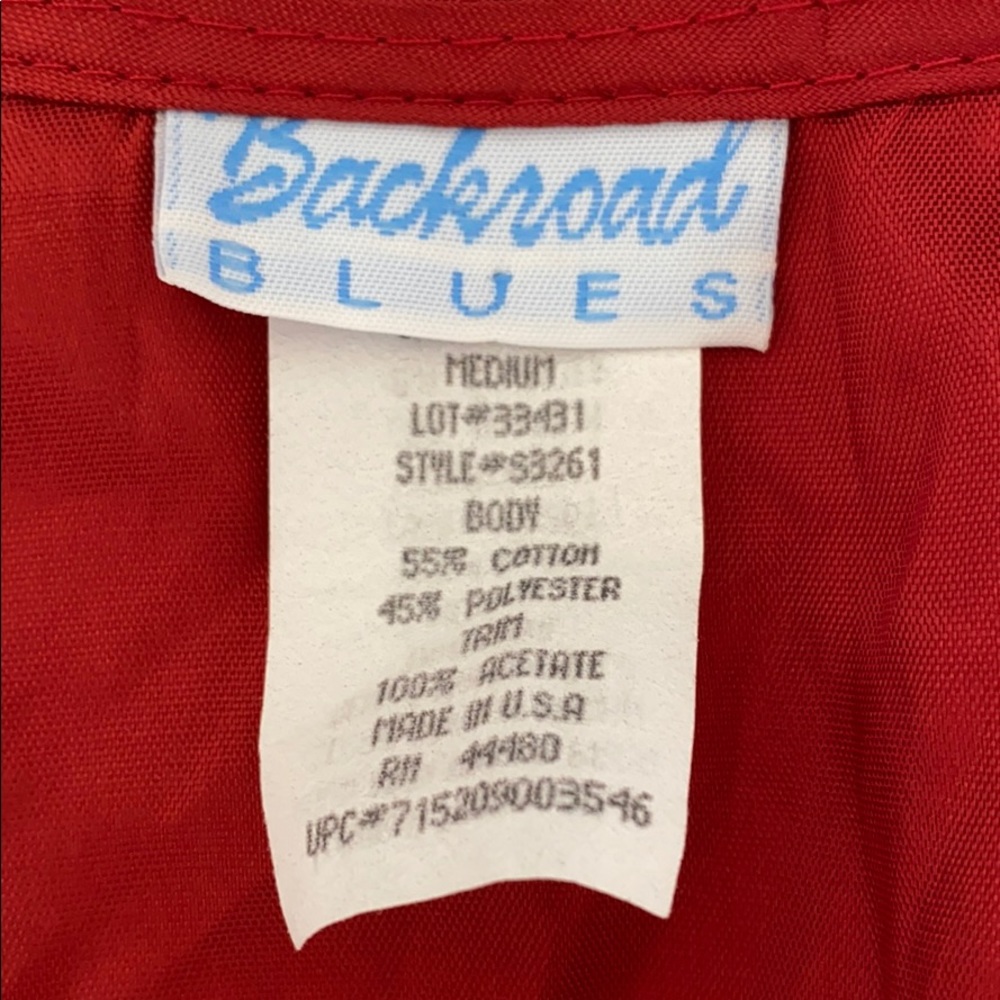 Backroad
BLUES
MEDIUM
LOT#33431
STYLE#S3261
BODY
55% COTTON
45% POLYESTER
TRIM
100% ACETATE
MADE IN U.S.A
RN 44480
UPC#715209003546